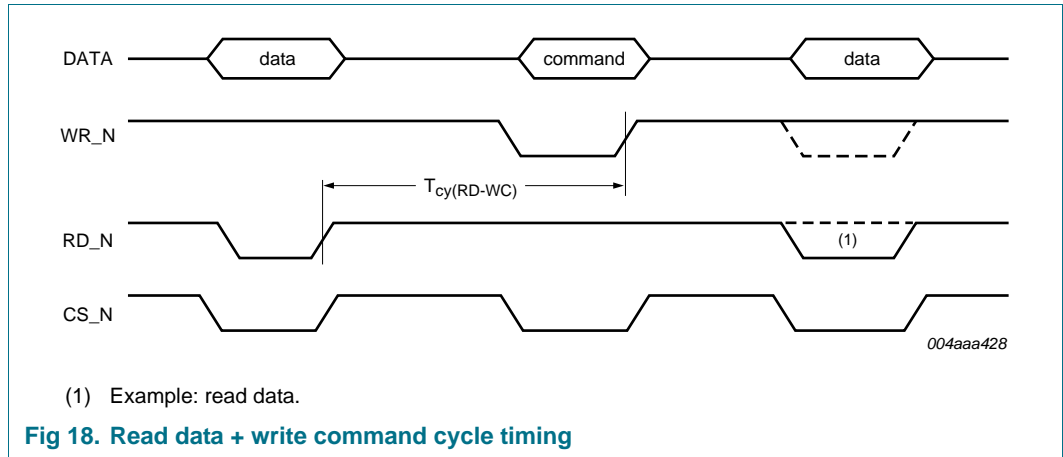 DATA
data
command
data
WR_N
T_cy(RD-WC)
RD_N
(1)
CS_N
004aaa428
(1) Example: read data.
Fig 18. Read data + write command cycle timing